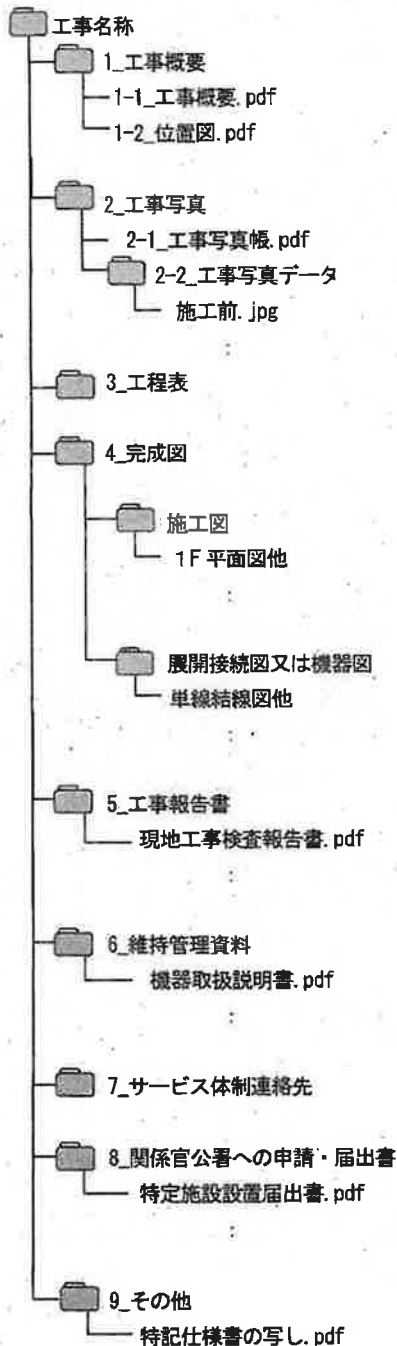 工事名称
1_工事概要
1-1_工事概要.pdf
1-2_位置図.pdf
2_工事写真
2-1_工事写真帳.pdf
2-2_工事写真データ
施工前.jpg
:
3_工程表
4_完成図
施工図
1F平面図他
:
展開接続図又は機器図
単線結線図他
:
5_工事報告書
現地工事検査報告書.pdf
:
6_維持管理資料
機器取扱説明書.pdf
:
7_サービス体制連絡先
8_関係官公署への申請・届出書
特定施設設置届出書.pdf
:
9_その他
特記仕様書の写し.pdf